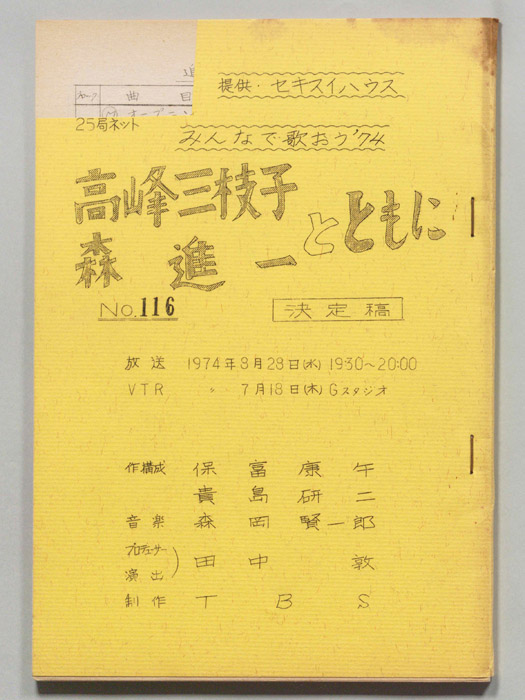 提供・セキスイハウス
ページ 曲 目
25局ネット
みんなで歌おう'74
高峰三枝子
森 進 一 とともに
No.116
決定稿
放送 1974年8月28日(水) 19:30〜20:00
VTR 〃 7月18日(木) Gスタジオ
作構成 保 富 康 午
貴 島 研 二
音楽 森 岡 賢一郎
プロデューサー
演出 ) 田 中 敦
制作 T B S